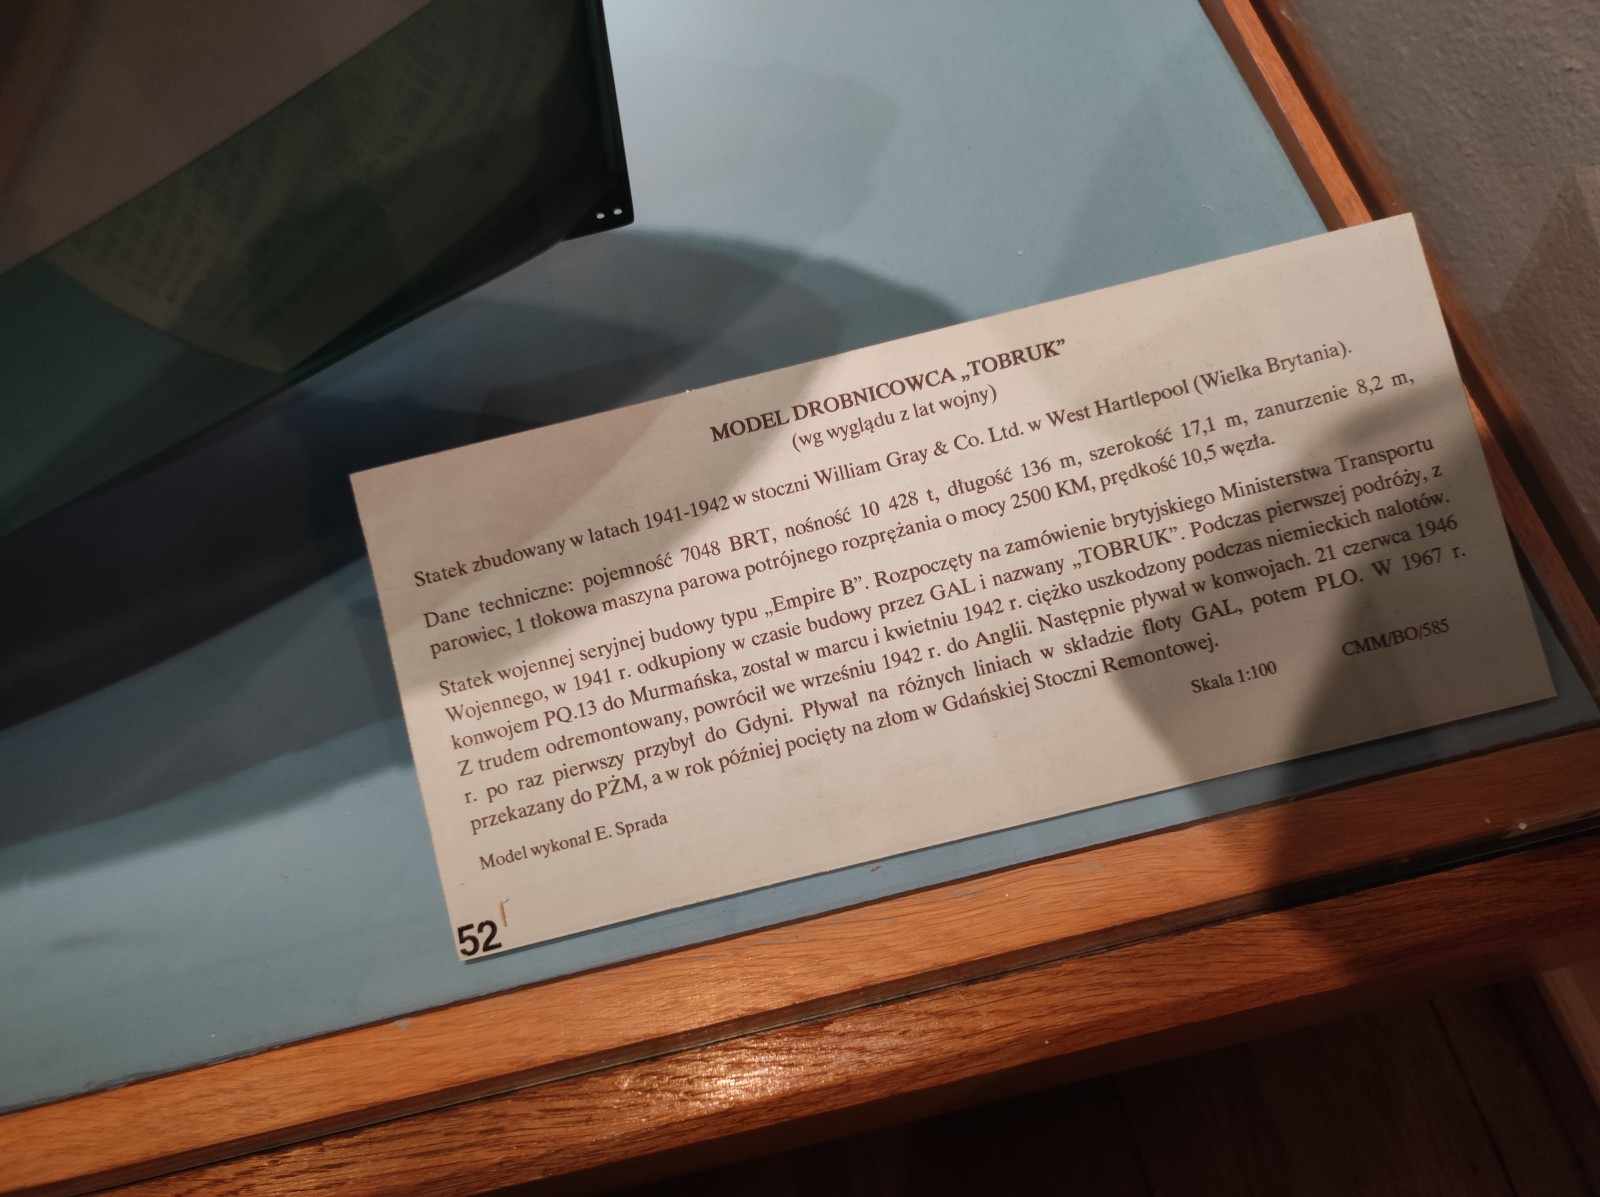 MODEL DROBNICOWCA „TOBRUK”
(wg wyglądu z lat wojny)
Statek zbudowany w latach 1941-1942 w stoczni William Gray & Co. Ltd. w West Hartlepool (Wielka Brytania).
Dane techniczne: pojemność 7048 BRT, nośność 10 428 t, długość 136 m, szerokość 17,1 m, zanurzenie 8,2 m,
parowiec, 1 tłokowa maszyna parowa potrójnego rozprężania o mocy 2500 KM, prędkość 10,5 węzła.
Statek wojennej seryjnej budowy typu „Empire B”. Rozpoczęty na zamówienie brytyjskiego Ministerstwa Transportu
Wojennego, w 1941 r. odkupiony w czasie budowy przez GAL i nazwany „TOBRUK”. Podczas pierwszej podróży, z
konwojem PQ.13 do Murmańska, został w marcu i kwietniu 1942 r. ciężko uszkodzony podczas niemieckich nalotów.
Z trudem odremontowany, powrócił we wrześniu 1942 r. do Anglii. Następnie pływał w konwojach. 21 czerwca 1946
r. po raz pierwszy przybył do Gdyni. Pływał na różnych liniach w składzie floty GAL, potem PLO. W 1967 r.
przekazany do PŻM, a w rok później pocięty na złom w Gdańskiej Stoczni Remontowej.
Skala 1:100 CMM/BO/585
Model wykonał E. Sprada
52